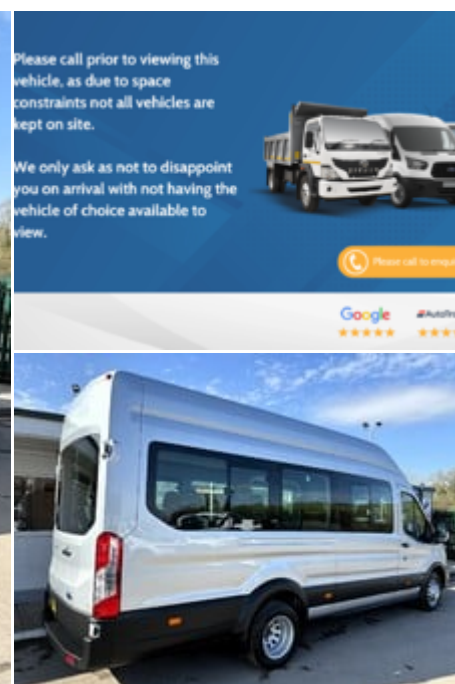 Please call prior to viewing this
vehicle, as due to space
constraints not all vehicles are
kept on site.
We only ask as not to disappoint
you on arrival with not having the
vehicle of choice available to
view.
Please call to enqui
Google
AutoTra